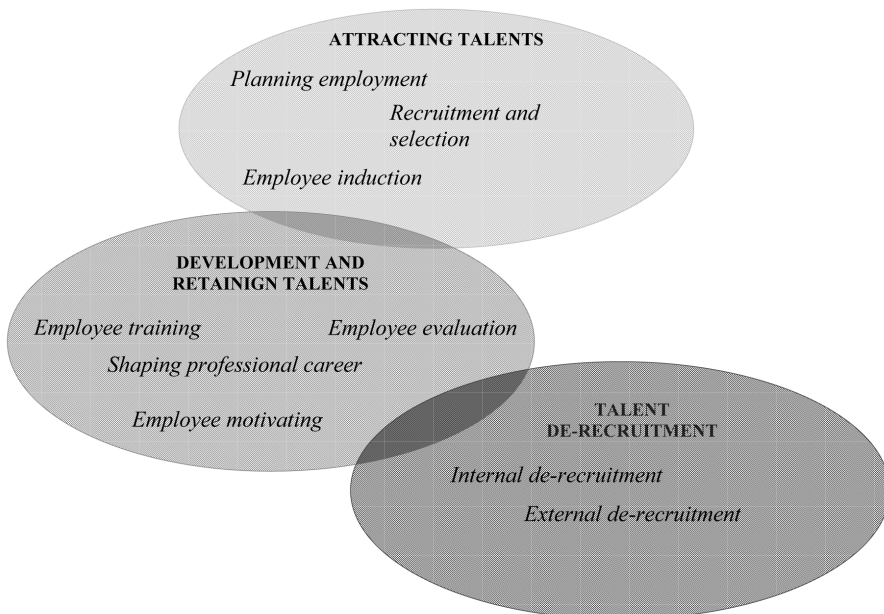 ATTRACTING TALENTS
Planning employment
Recruitment and
selection
Employee induction
DEVELOPMENT AND
RETAINIGN TALENTS
Employee training
Employee evaluation
Shaping professional career
Employee motivating
TALENT
DE-RECRUITMENT
Internal de-recruitment
External de-recruitment